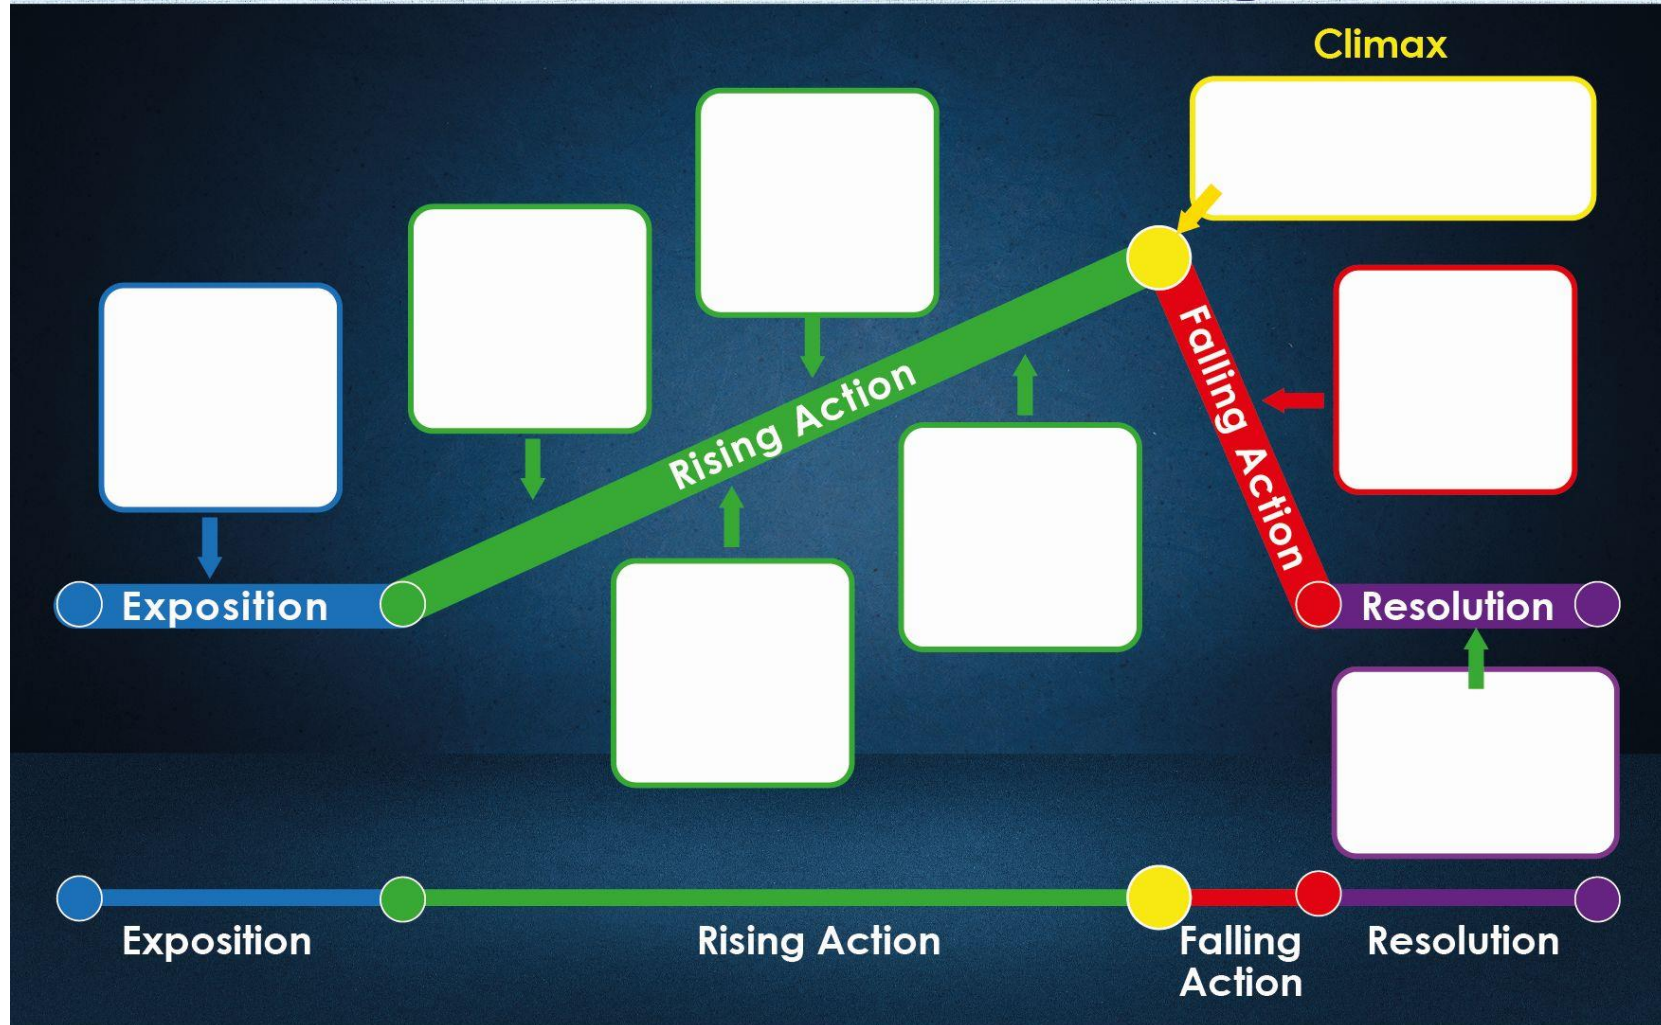 Climax
Rising Action
Falling Action
Exposition
Resolution
Exposition
Rising Action
Falling
Action
Resolution